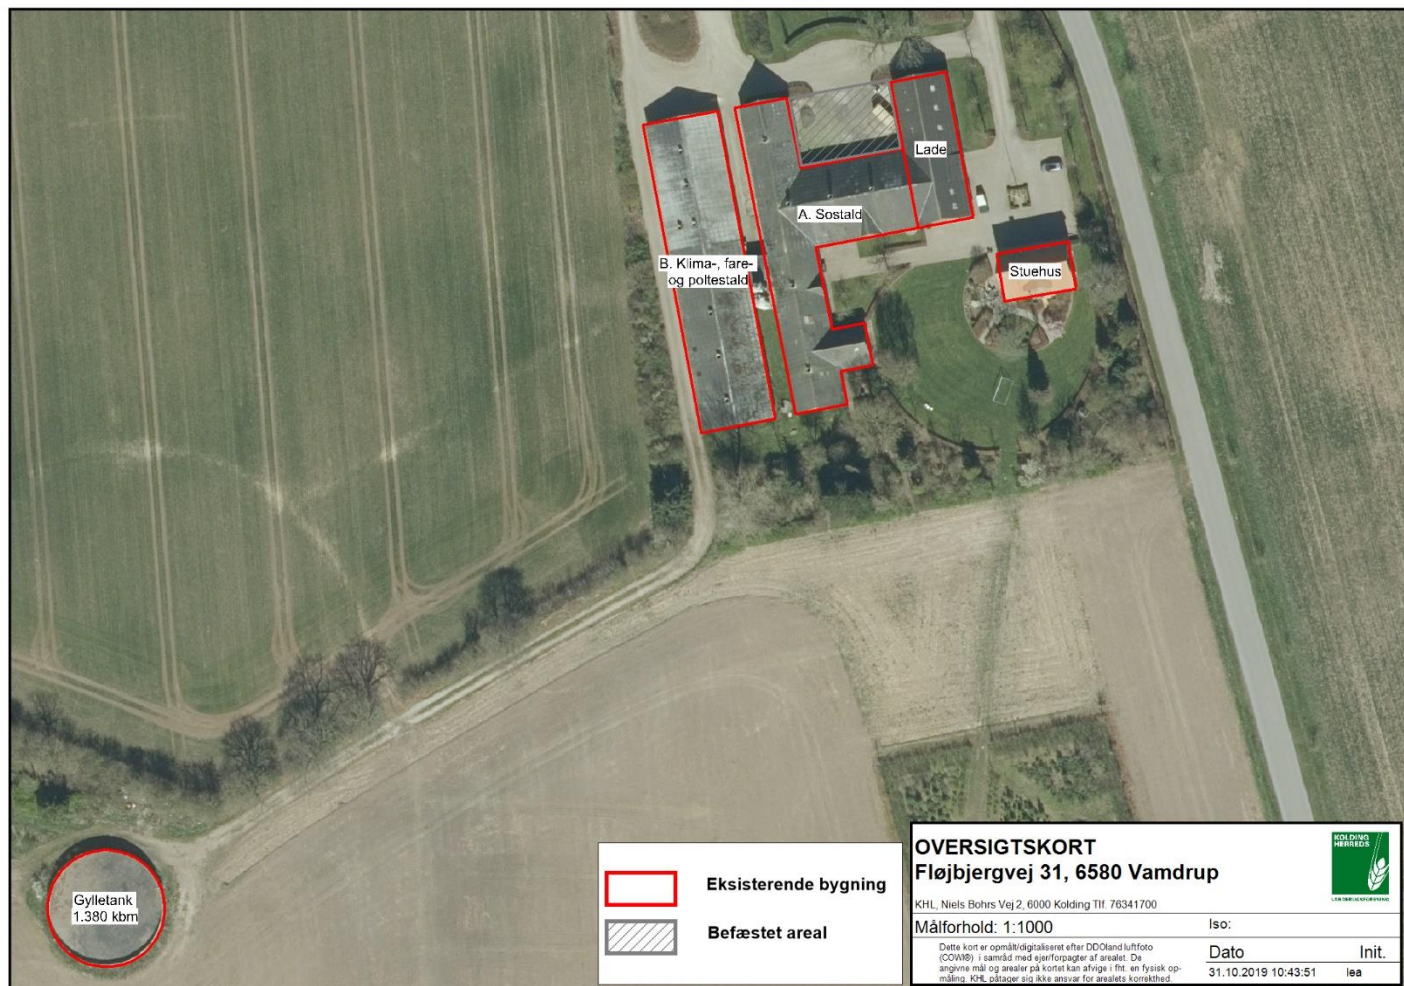 Lade
A. Sostald
B. Klima-, fare-
og poltestald
Stuehus
Gylletank
1.380 kbm
Eksisterende bygning
Befæstet areal
OVERSIGTSKORT
Fløjbjergvej 31, 6580 Vamdrup
KOLDING
HERREDS
LANDBRUGSFORENING
KHL, Niels Bohrs Vej 2, 6000 Kolding Tlf. 76341700
Målforhold: 1:1000
Iso:
Dette kort er opmålt/digitaliseret efter DDOland luftfoto
(COWI®) i samråd med ejer/forpagter af arealet. De
angivne mål og arealer på kortet kan afvige i fht. en fysisk op-
måling. KHL påtager sig ikke ansvar for arealets korrekthed.
Dato
Init.
31.10.2019 10:43:51
lea